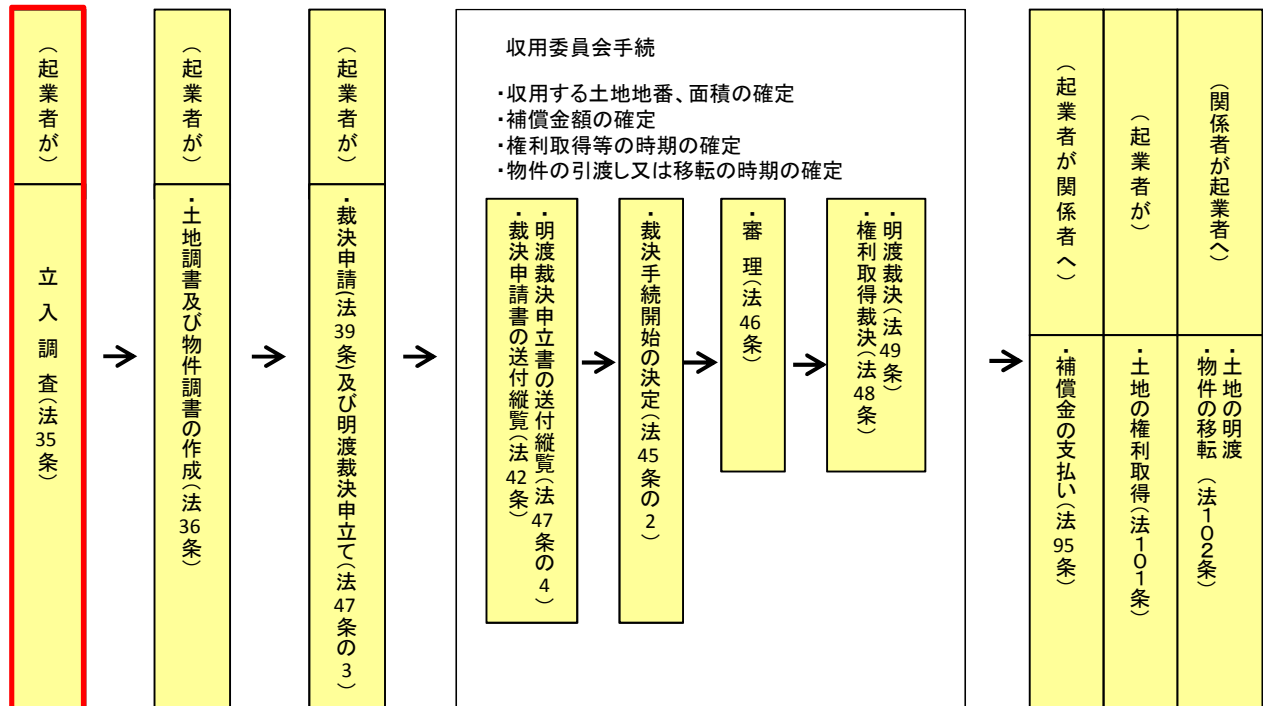 （起業者が）
立入調査（法35条）
（起業者が）
・土地調書及び物件調書の作成（法36条）
（起業者が）
・裁決申請（法39条）及び明渡裁決申立て（法47条の3）
収用委員会手続
・収用する土地地番、面積の確定
・補償金額の確定
・権利取得等の時期の確定
・物件の引渡し又は移転の時期の確定
・明渡裁決申立書の送付縦覧（法47条の4）
・裁決申請書の送付縦覧（法42条）
・裁決手続開始の決定（法45条の2）
・審理（法46条）
・明渡裁決（法49条）
・権利取得裁決（法48条）
（起業者が関係者へ）
・補償金の支払い（法95条）
（起業者が）
・土地の権利取得（法１０１条）
（関係者が起業者へ）
・土地の明渡
・物件の移転（法１０２条）